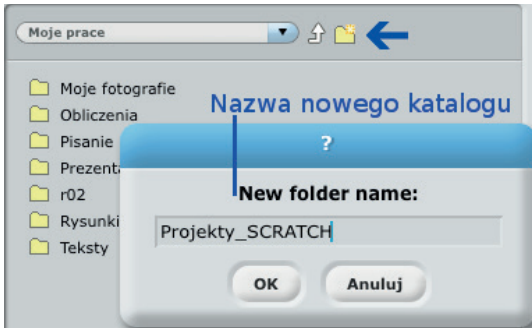 Moje prace
Moje fotografie
Obliczenia
Nazwa nowego katalogu
Pisanie
?
Prezent
r02
New folder name:
Rysunki
Projekty_SCRATCH
Teksty
OK
Anuluj